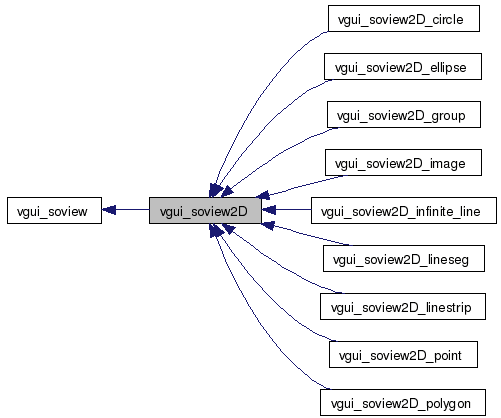 vgui_soview2D_circle
vgui_soview2D_ellipse
vgui_soview2D_group
vgui_soview2D_image
vgui_soview
vgui_soview2D
vgui_soview2D_infinite_line
vgui_soview2D_lineseg
vgui_soview2D_linestrip
vgui_soview2D_point
vgui_soview2D_polygon